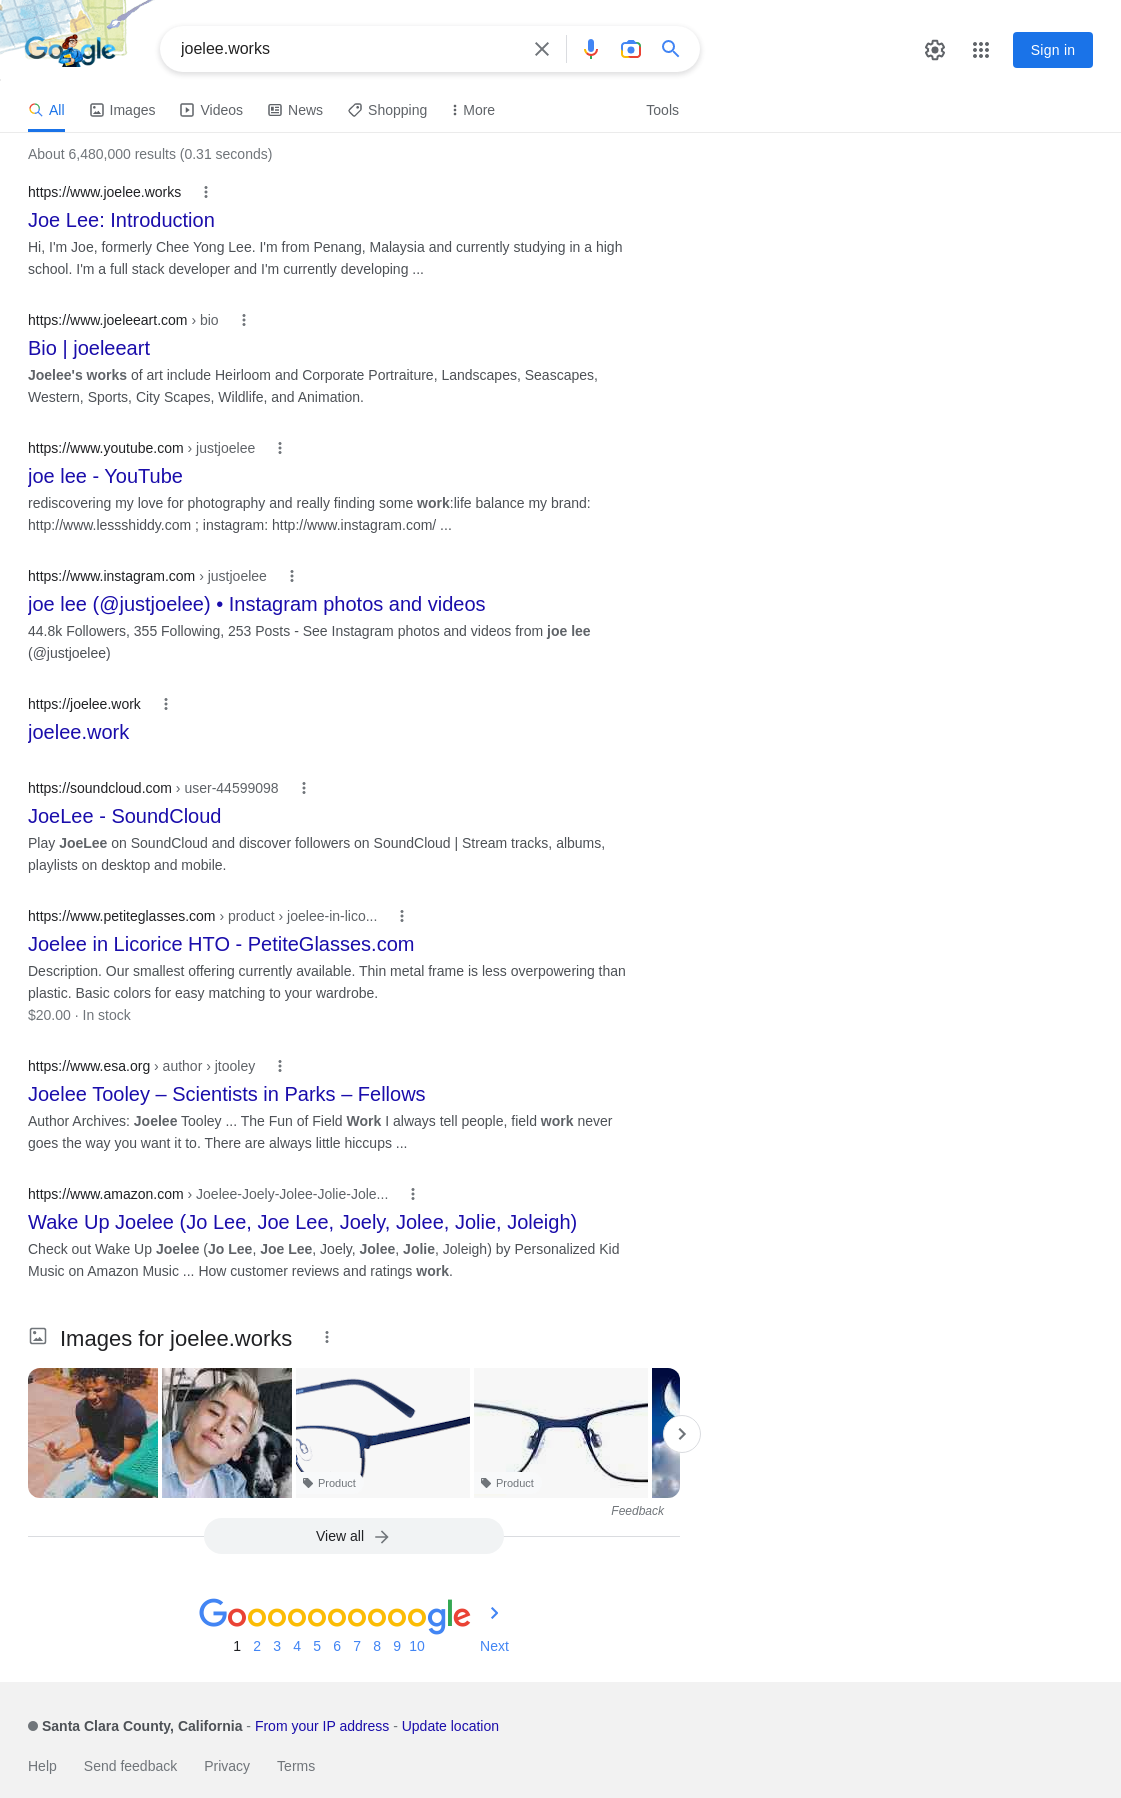 Google
joelee.works
Sign in
All
Images
Videos
News
Shopping
More
Tools
About 6,480,000 results (0.31 seconds)
https://www.joelee.works
Joe Lee: Introduction
Hi, I'm Joe, formerly Chee Yong Lee. I'm from Penang, Malaysia and currently studying in a high
school. I'm a full stack developer and I'm currently developing ...
https://www.joeleeart.com › bio
Bio | joeleeart
Joelee's works of art include Heirloom and Corporate Portraiture, Landscapes, Seascapes,
Western, Sports, City Scapes, Wildlife, and Animation.
https://www.youtube.com › justjoelee
joe lee - YouTube
rediscovering my love for photography and really finding some work:life balance my brand:
http://www.lessshiddy.com ; instagram: http://www.instagram.com/ ...
https://www.instagram.com › justjoelee
joe lee (@justjoelee) • Instagram photos and videos
44.8k Followers, 355 Following, 253 Posts - See Instagram photos and videos from joe lee
(@justjoelee)
https://joelee.work
joelee.work
https://soundcloud.com › user-44599098
JoeLee - SoundCloud
Play JoeLee on SoundCloud and discover followers on SoundCloud | Stream tracks, albums,
playlists on desktop and mobile.
https://www.petiteglasses.com › product › joelee-in-lico...
Joelee in Licorice HTO - PetiteGlasses.com
Description. Our smallest offering currently available. Thin metal frame is less overpowering than
plastic. Basic colors for easy matching to your wardrobe.
$20.00 · In stock
https://www.esa.org › author › jtooley
Joelee Tooley – Scientists in Parks – Fellows
Author Archives: Joelee Tooley ... The Fun of Field Work I always tell people, field work never
goes the way you want it to. There are always little hiccups ...
https://www.amazon.com › Joelee-Joely-Jolee-Jolie-Jole...
Wake Up Joelee (Jo Lee, Joe Lee, Joely, Jolee, Jolie, Joleigh)
Check out Wake Up Joelee (Jo Lee, Joe Lee, Joely, Jolee, Jolie, Joleigh) by Personalized Kid
Music on Amazon Music ... How customer reviews and ratings work.
Images for joelee.works
Product
Product
Feedback
View all
Goooooooooogle
1 2 3 4 5 6 7 8 9 10 Next
Santa Clara County, California - From your IP address - Update location
Help Send feedback Privacy Terms